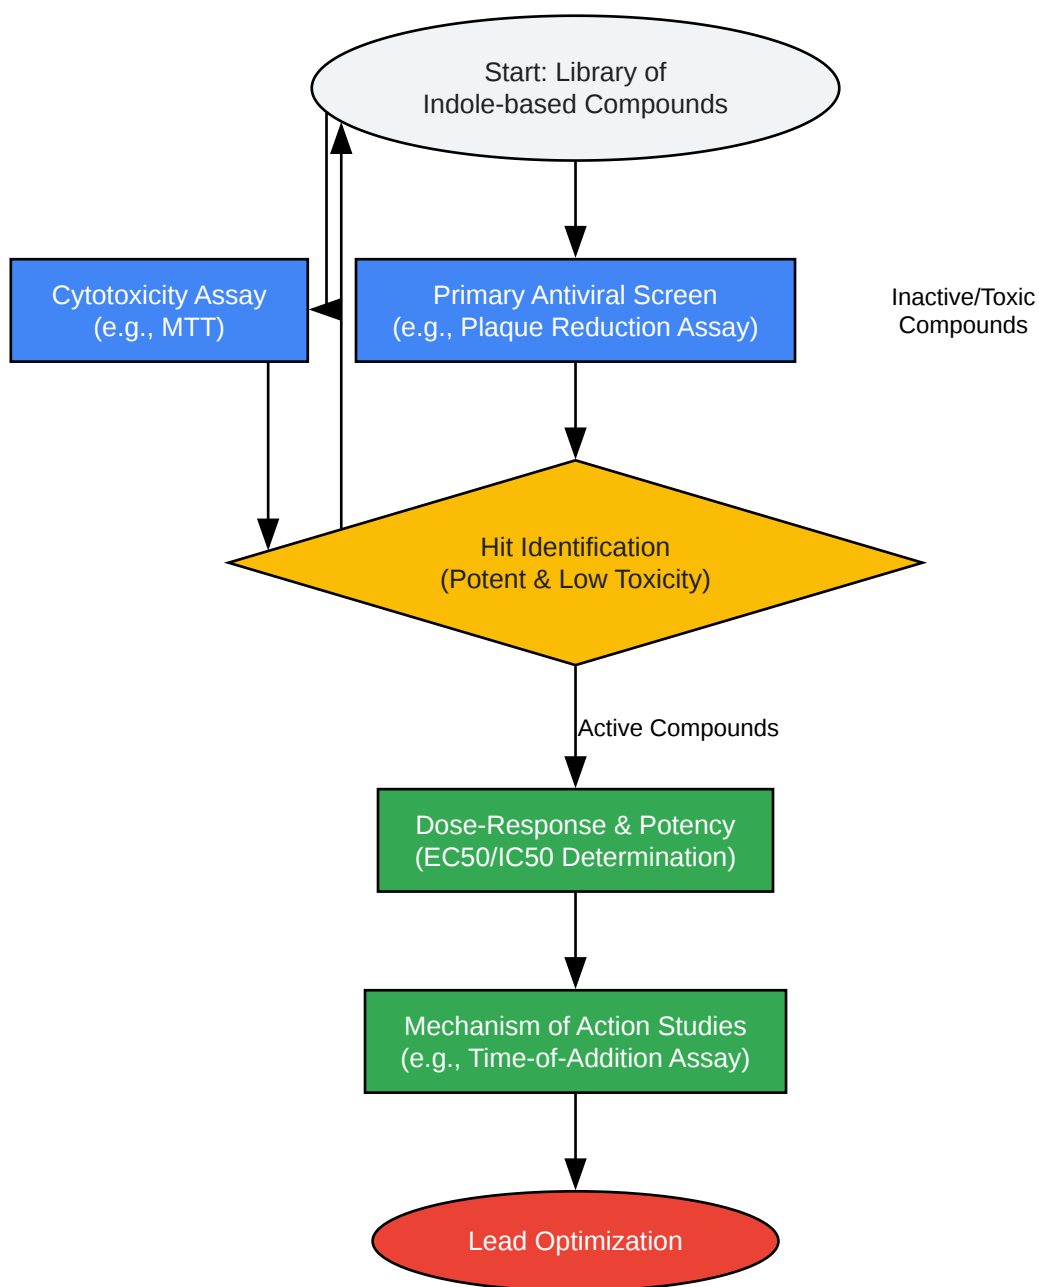 Start: Library of
Indole-based Compounds
Cytotoxicity Assay
(e.g., MTT)
Primary Antiviral Screen
(e.g., Plaque Reduction Assay)
Inactive/Toxic
Compounds
Hit Identification
(Potent & Low Toxicity)
Active Compounds
Dose-Response & Potency
(EC50/IC50 Determination)
Mechanism of Action Studies
(e.g., Time-of-Addition Assay)
Lead Optimization